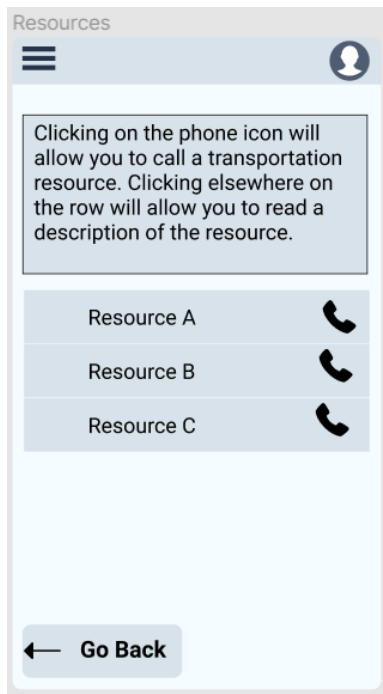 Resources
Clicking on the phone icon will
allow you to call a transportation
resource. Clicking elsewhere on
the row will allow you to read a
description of the resource.
Resource A
Resource B
Resource C
Go Back